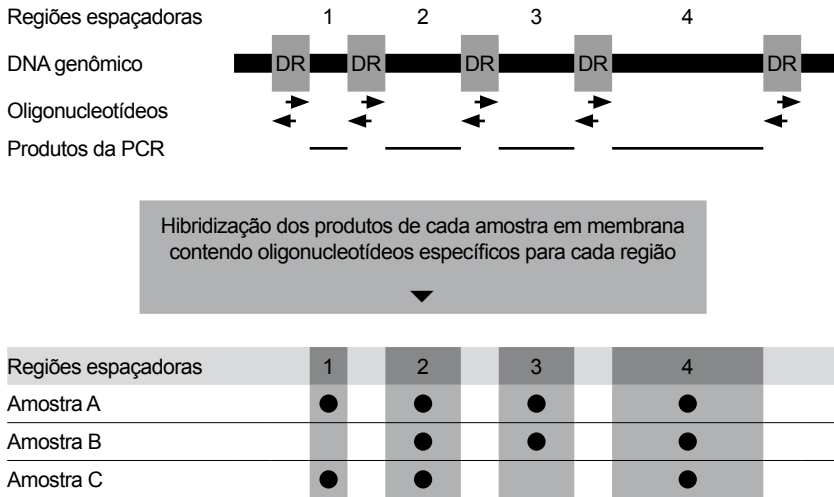 Regiões espaçadoras 1 2 3 4
DNA genômico DR DR DR DR DR
Oligonucleotídeos
Produtos da PCR
Hibridização dos produtos de cada amostra em membrana
contendo oligonucleotídeos específicos para cada região
Regiões espaçadoras 1 2 3 4
Amostra A
Amostra B
Amostra C